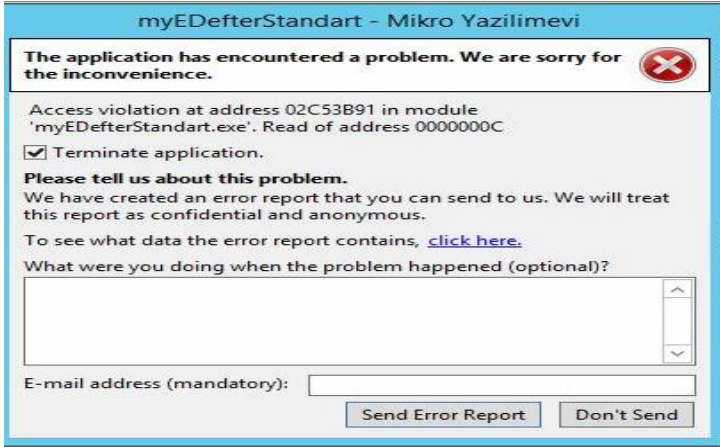 myEDefterStandart - Mikro Yazilimevi
The application has encountered a problem. We are sorry for
the inconvenience.
Access violation at address 02C53B91 in module
'myEDefterStandart.exe'. Read of address 0000000C
Terminate application.
Please tell us about this problem.
We have created an error report that you can send to us. We will treat
this report as confidential and anonymous.
To see what data the error report contains, click here.
What were you doing when the problem happened (optional)?
E-mail address (mandatory):
Send Error Report
Don't Send